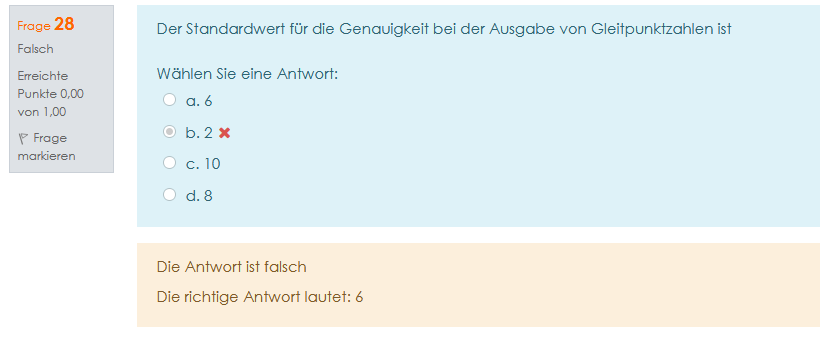 Frage 28
Falsch
Erreichte
Punkte 0,00
von 1,00
Frage
markieren
Der Standardwert für die Genauigkeit bei der Ausgabe von Gleitpunktzahlen ist
Wählen Sie eine Antwort:
a. 6
b. 2
c. 10
d. 8
Die Antwort ist falsch
Die richtige Antwort lautet: 6